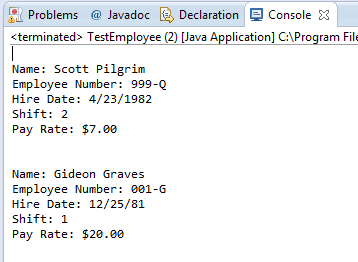 Problems @ Javadoc Declaration Console
<terminated> TestEmployee (2) [Java Application] C:\Program File
Name: Scott Pilgrim
Employee Number: 999-Q
Hire Date: 4/23/1982
Shift: 2
Pay Rate: $7.00
Name: Gideon Graves
Employee Number: 001-G
Hire Date: 12/25/81
Shift: 1
Pay Rate: $20.00